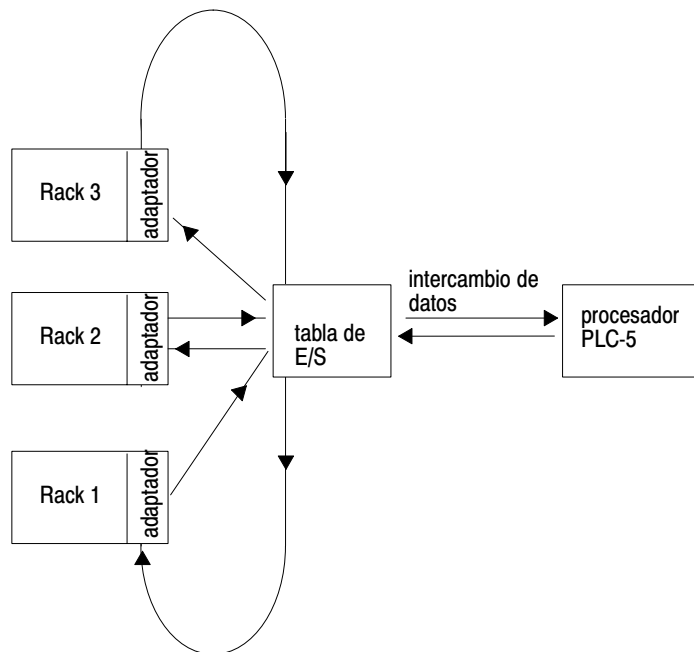 Rack 3
adaptador
Rack 2
adaptador
Rack 1
adaptador
tabla de
E/S
intercambio de
datos
procesador
PLC-5